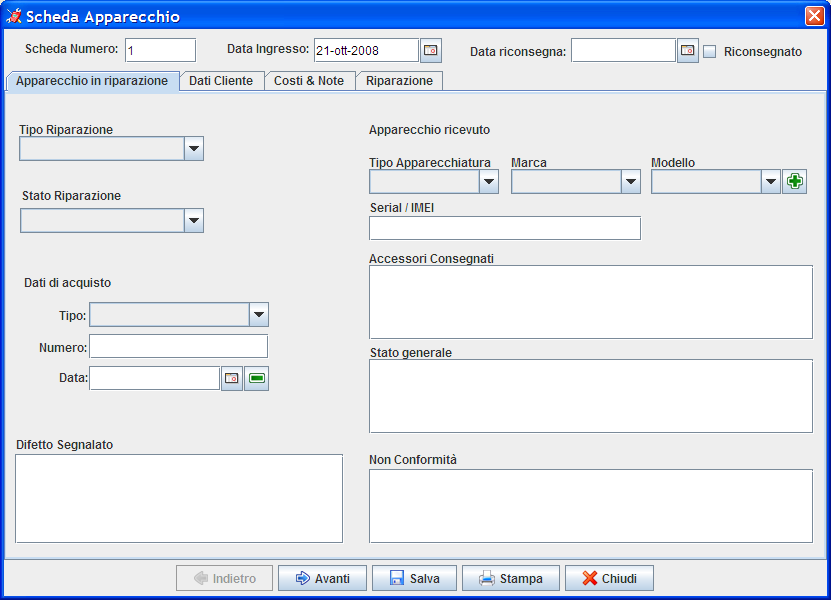 Scheda Apparecchio
Scheda Numero: 1 Data Ingresso: 21-ott-2008 Data riconsegna: Riconsegnato
Apparecchio in riparazione Dati Cliente Costi & Note Riparazione
Tipo Riparazione
Stato Riparazione
Dati di acquisto
Tipo:
Numero:
Data:
Difetto Segnalato
Apparecchio ricevuto
Tipo Apparecchiatura Marca Modello
Serial / IMEI
Accessori Consegnati
Stato generale
Non Conformità
Indietro Avanti Salva Stampa Chiudi